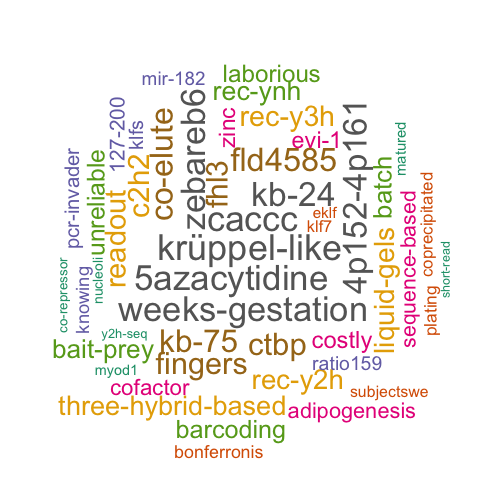 mir-182
laborious
rec-ynh
zebareb6
zinc
rec-y3h
evi-1
4p152-4p161
matured
127-200
klfs
co-elute
fld4585
batch
pcr-invader
unreliable
c2h2
fhl3
kb-24
readout
caccc
eklf
klf7
sequence-based
coprecipitated
krüppel-like
liquid-gels
co-repressor
nucleoli
knowing
5azacytidine
plating
short-read
weeks-gestation
y2h-seq
kb-75
ctbp
costly
bait-prey
fingers
ratio159
myod1
cofactor
rec-y2h
subjectswe
three-hybrid-based
adipogenesis
barcoding
bonferronis